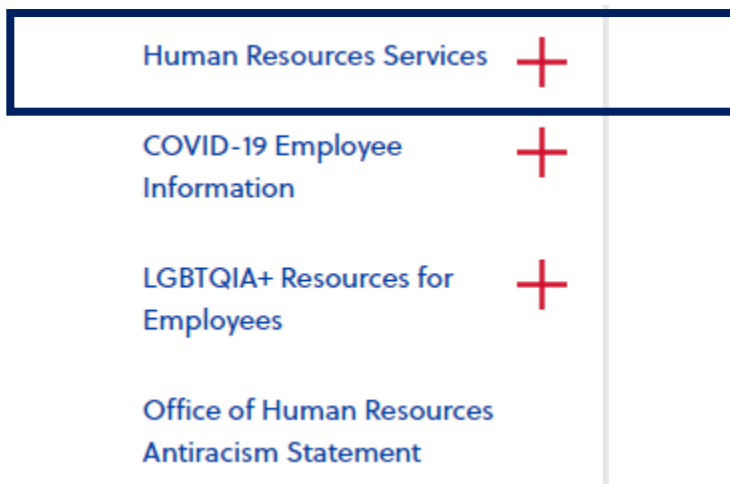 Human Resources Services
COVID-19 Employee
Information
LGBTQIA+ Resources for
Employees
Office of Human Resources
Antiracism Statement